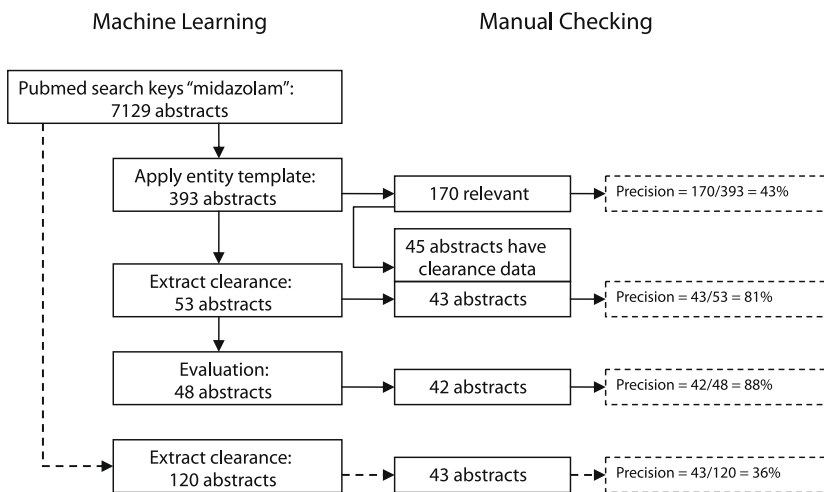 Machine Learning
Manual Checking
Pubmed search keys “midazolam”:
7129 abstracts
Apply entity template:
393 abstracts
170 relevant
Precision = 170/393 = 43%
45 abstracts have
clearance data
Extract clearance:
53 abstracts
43 abstracts
Precision = 43/53 = 81%
Evaluation:
48 abstracts
42 abstracts
Precision = 42/48 = 88%
Extract clearance:
120 abstracts
43 abstracts
Precision = 43/120 = 36%